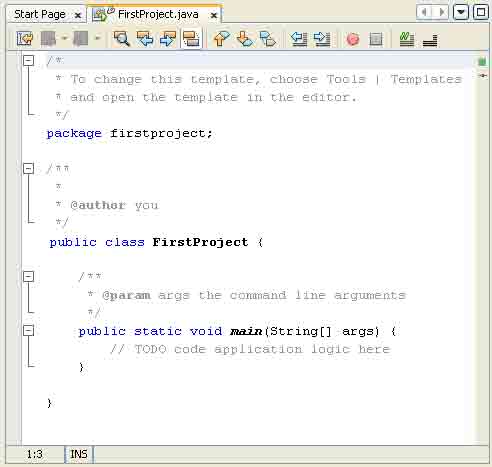 Start Page x FirstProject.java x
/*
* To change this template, choose Tools | Templates
* and open the template in the editor.
*/
package firstproject;
/**
*
* @author you
*/
public class FirstProject {
/**
* @param args the command line arguments
*/
public static void main(String[] args) {
// TODO code application logic here
}
}
1:3 INS